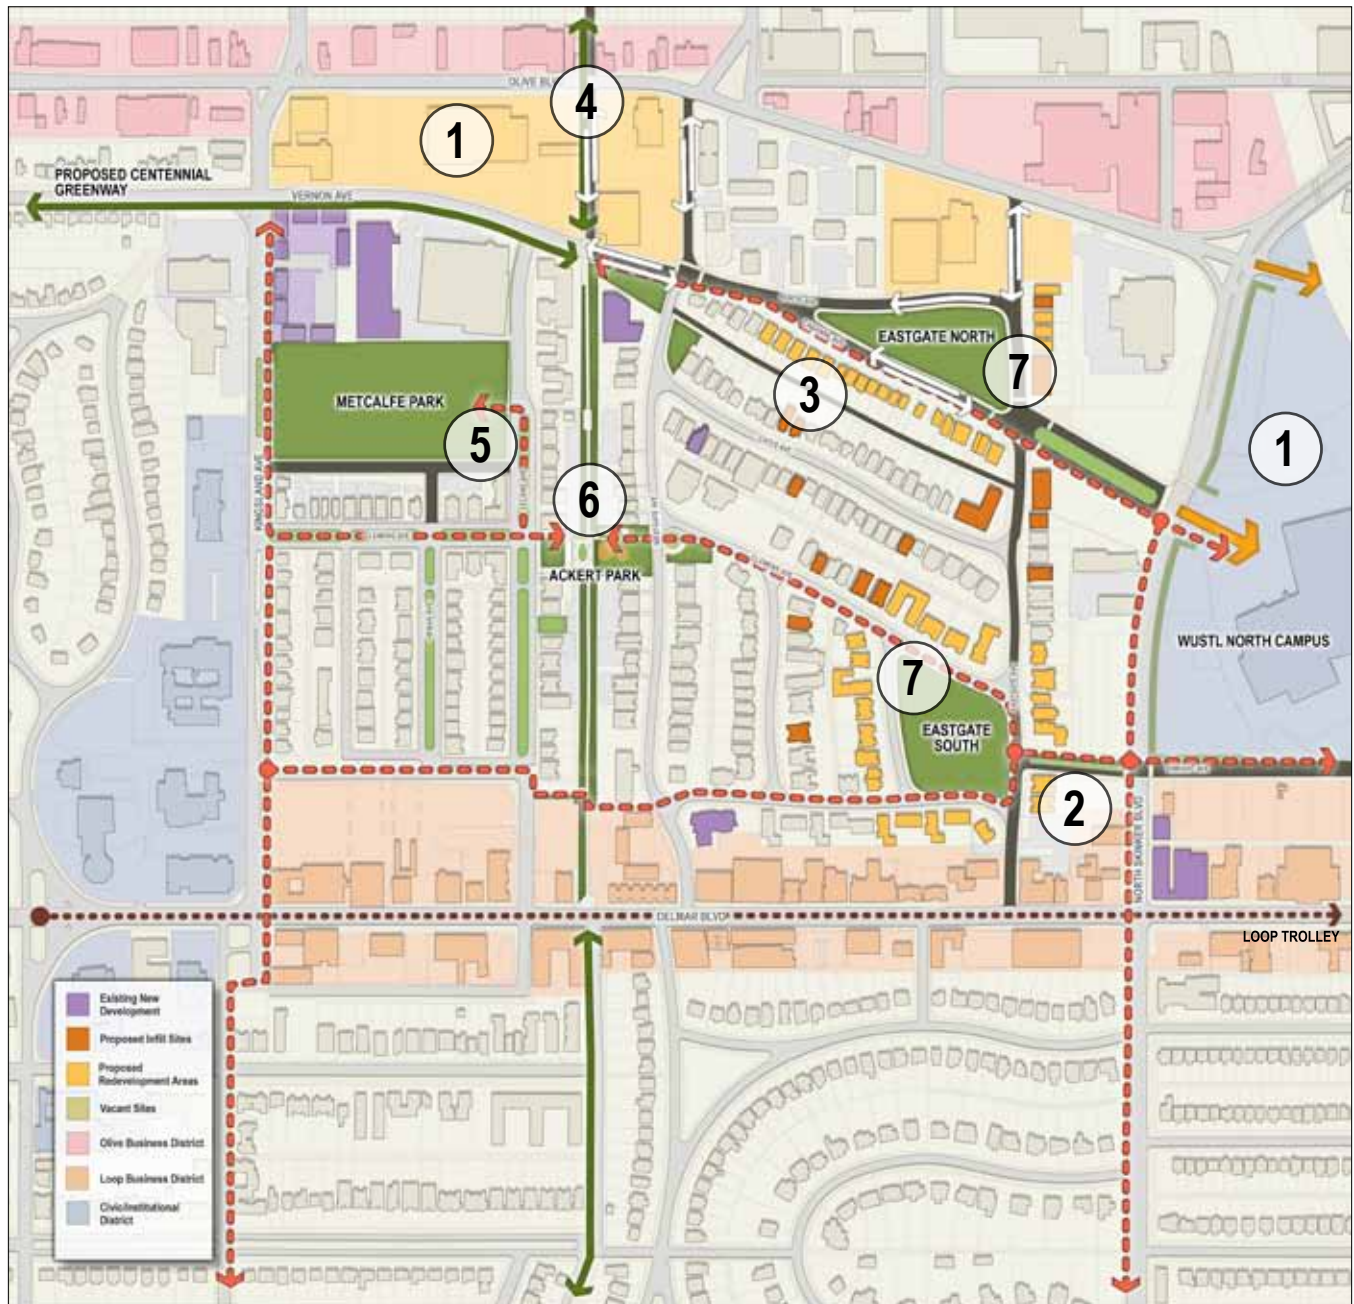 OLIVE BLV
4
1
PROPOSED CENTENNIAL
GREENWAY
VERNON AVE
EASTGATE NORTH
7
METCALFE PARK
3
5
1
KINGSLAND AVE
6
ACKERT PARK
WUSTL NORTH CAMPUS
7
EASTGATE
SOUTH
2
NORTH SKINKER BLVD
DELMAR BLVD
LOOP TROLLEY
Existing New
Development
Proposed Infill Sites
Proposed
Redevelopment Areas
Vacant Sites
Olive Business District
Loop Business District
Civic/Institutional
District